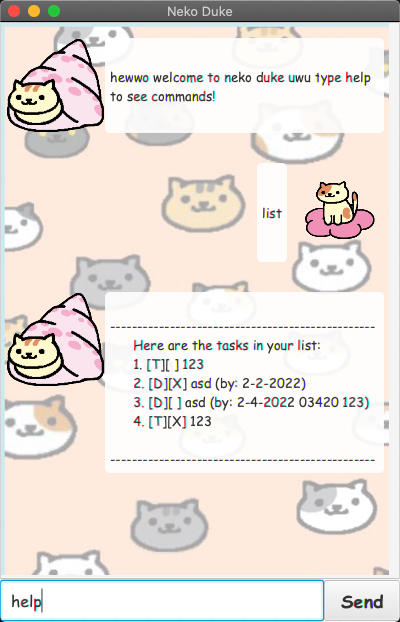 Neko Duke
hewwo welcome to neko duke uwu type help
to see commands!
list
------------------------------------------------
Here are the tasks in your list:
1. [T][ ] 123
2. [D][X] asd (by: 2-2-2022)
3. [D][ ] asd (by: 2-4-2022 03420 123)
4. [T][X] 123
------------------------------------------------
help
Send